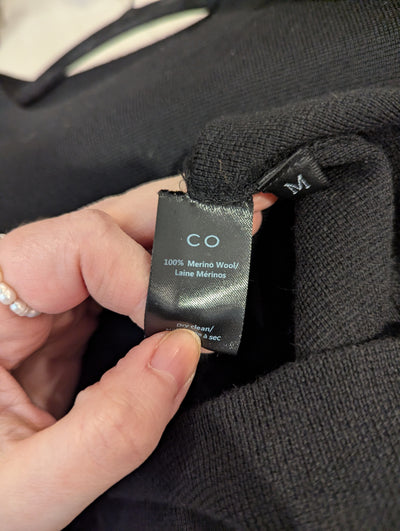 CO
100% Merino Wool/
Laine Mérinos
Dry clean/
à sec
M